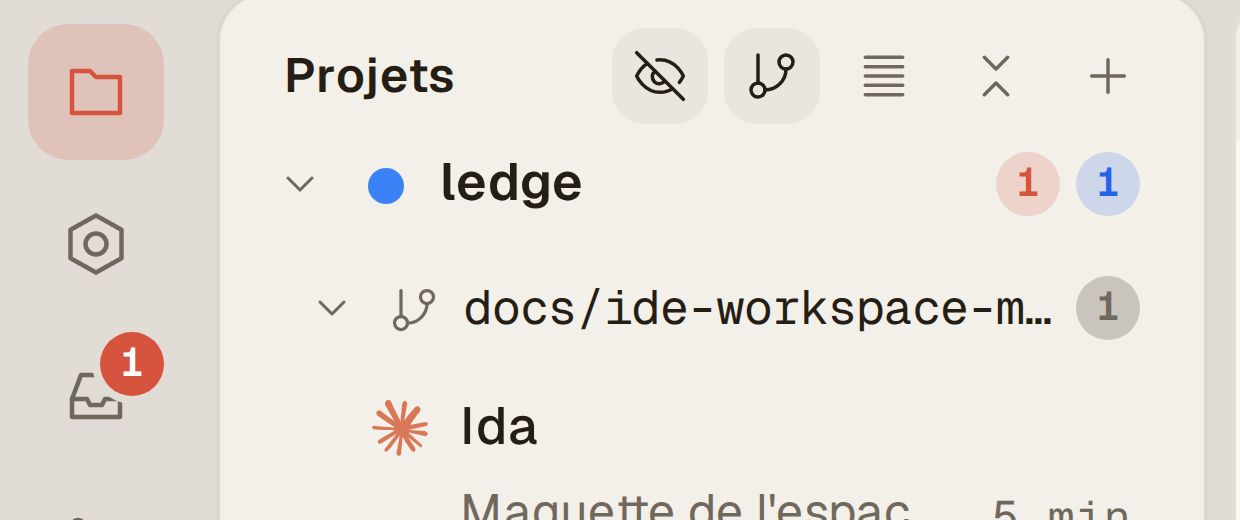 Projets
ledge 1 1
docs/ide-workspace-m… 1
1
Ida
Maquette de l'espac 5 min